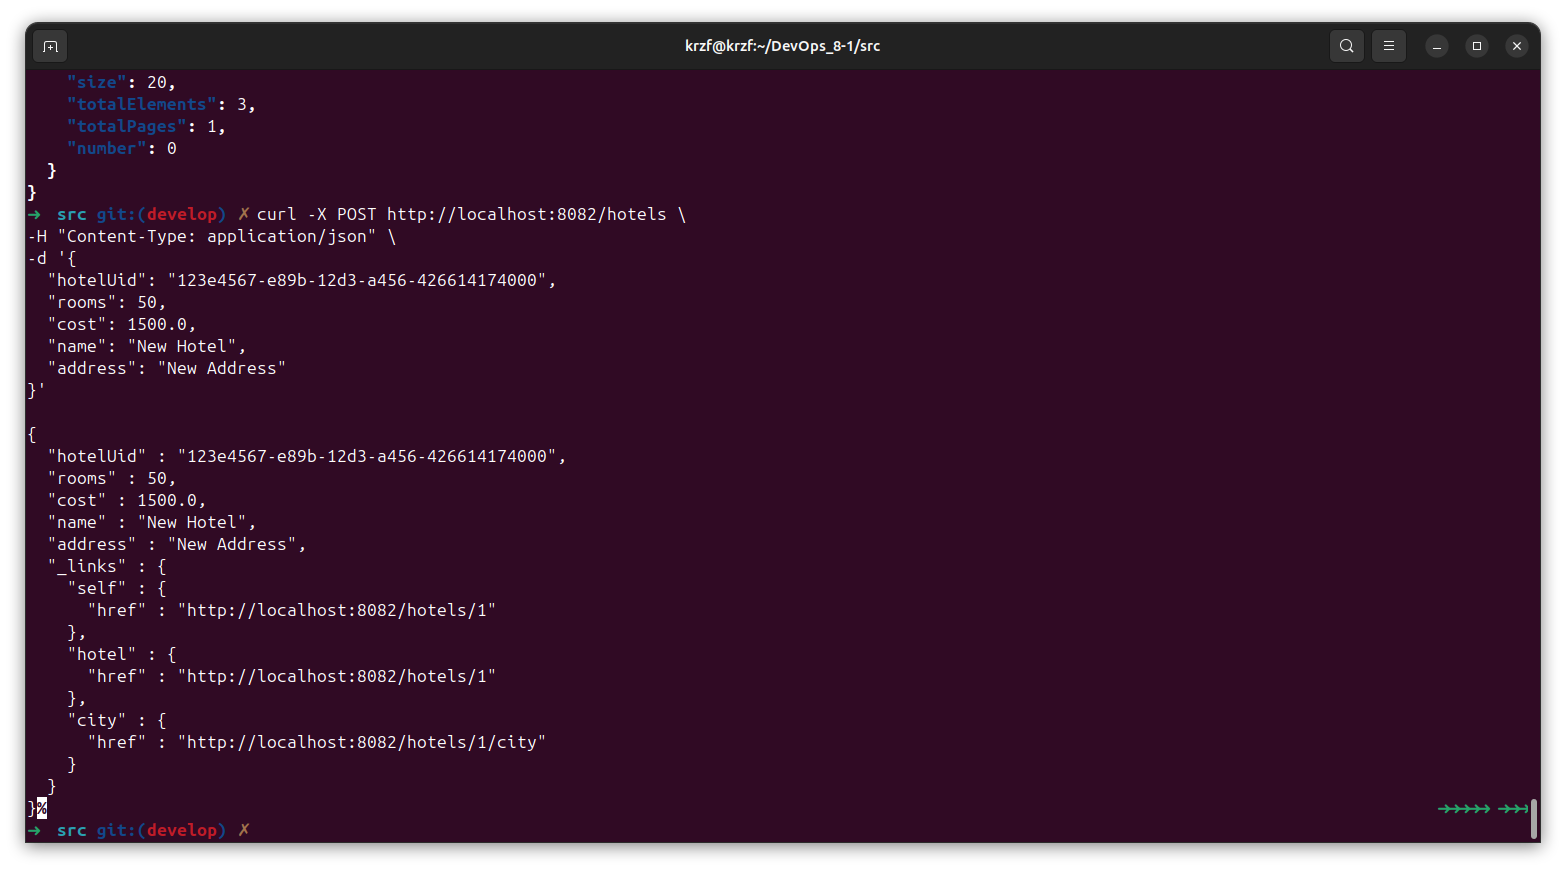 krzf@krzf:~/DevOps_8-1/src
    "size": 20,
    "totalElements": 3,
    "totalPages": 1,
    "number": 0
  }
}
➜  src git:(develop) ✗ curl -X POST http://localhost:8082/hotels \
-H "Content-Type: application/json" \
-d '{
  "hotelUid": "123e4567-e89b-12d3-a456-426614174000",
  "rooms": 50,
  "cost": 1500.0,
  "name": "New Hotel",
  "address": "New Address"
}'

{
  "hotelUid" : "123e4567-e89b-12d3-a456-426614174000",
  "rooms" : 50,
  "cost" : 1500.0,
  "name" : "New Hotel",
  "address" : "New Address",
  "_links" : {
    "self" : {
      "href" : "http://localhost:8082/hotels/1"
    },
    "hotel" : {
      "href" : "http://localhost:8082/hotels/1"
    },
    "city" : {
      "href" : "http://localhost:8082/hotels/1/city"
    }
  }
}%
➜  src git:(develop) ✗